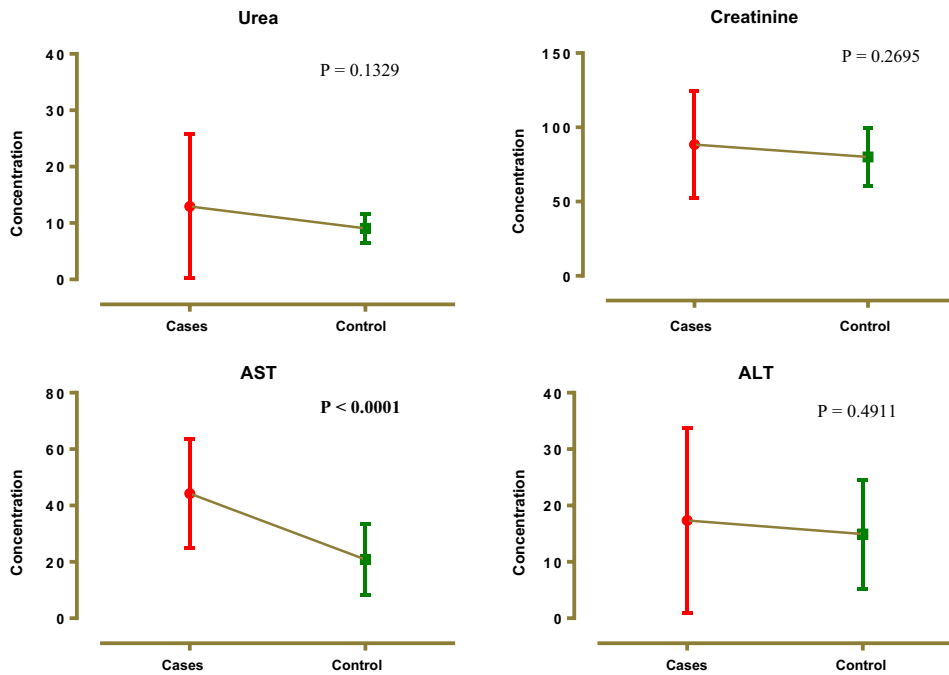 Urea
40
30
20
10
0
Concentration
P = 0.1329
Cases
Control
Creatinine
150
100
50
0
Concentration
P = 0.2695
Cases
Control
AST
80
60
40
20
0
Concentration
P < 0.0001
Cases
Control
ALT
40
30
20
10
0
Concentration
P = 0.4911
Cases
Control